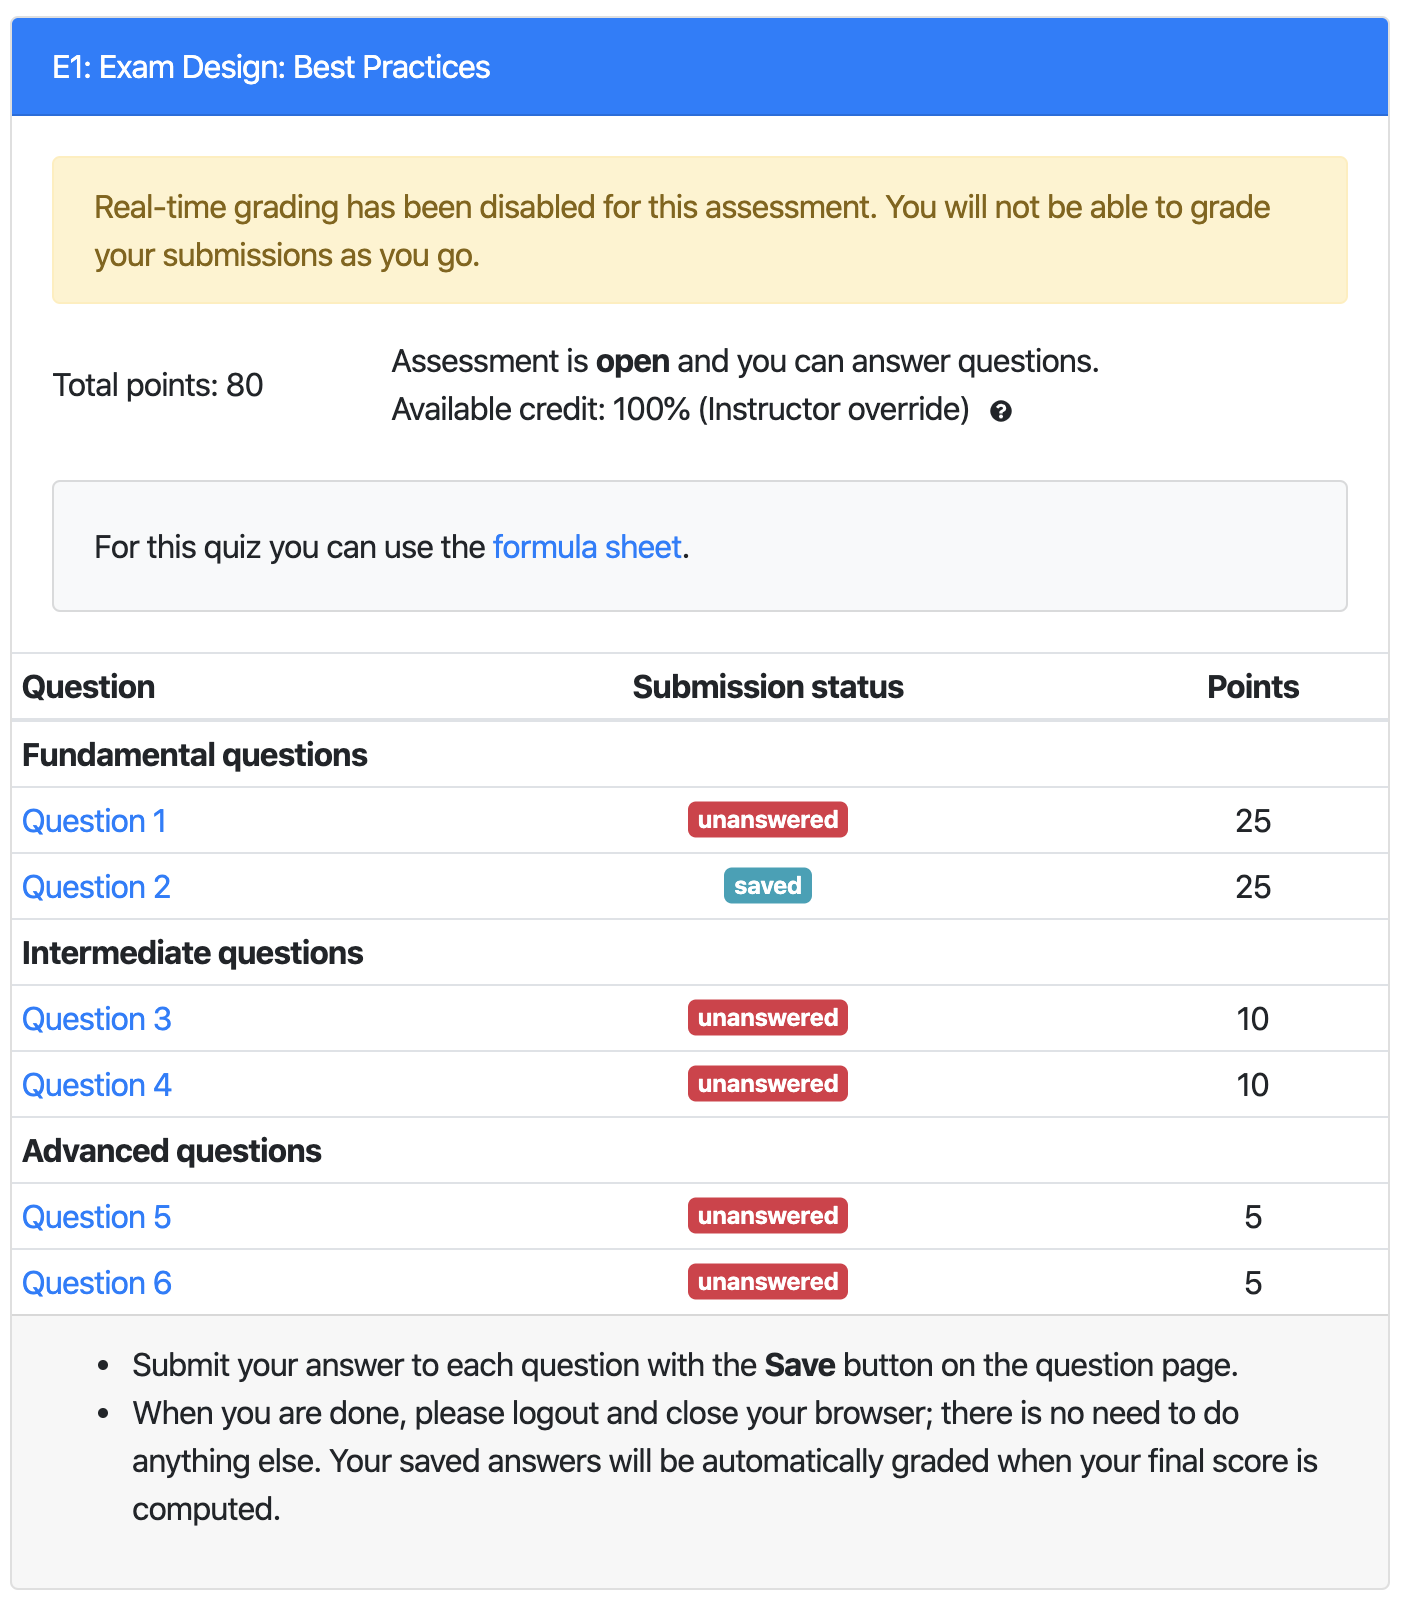 E1: Exam Design: Best Practices
Real-time grading has been disabled for this assessment. You will not be able to grade
your submissions as you go.
Total points: 80
Assessment is open and you can answer questions.
Available credit: 100% (Instructor override) ?
For this quiz you can use the formula sheet.
Question Submission status Points
Fundamental questions
Question 1 unanswered 25
Question 2 saved 25
Intermediate questions
Question 3 unanswered 10
Question 4 unanswered 10
Advanced questions
Question 5 unanswered 5
Question 6 unanswered 5
• Submit your answer to each question with the Save button on the question page.
• When you are done, please logout and close your browser; there is no need to do
anything else. Your saved answers will be automatically graded when your final score is
computed.